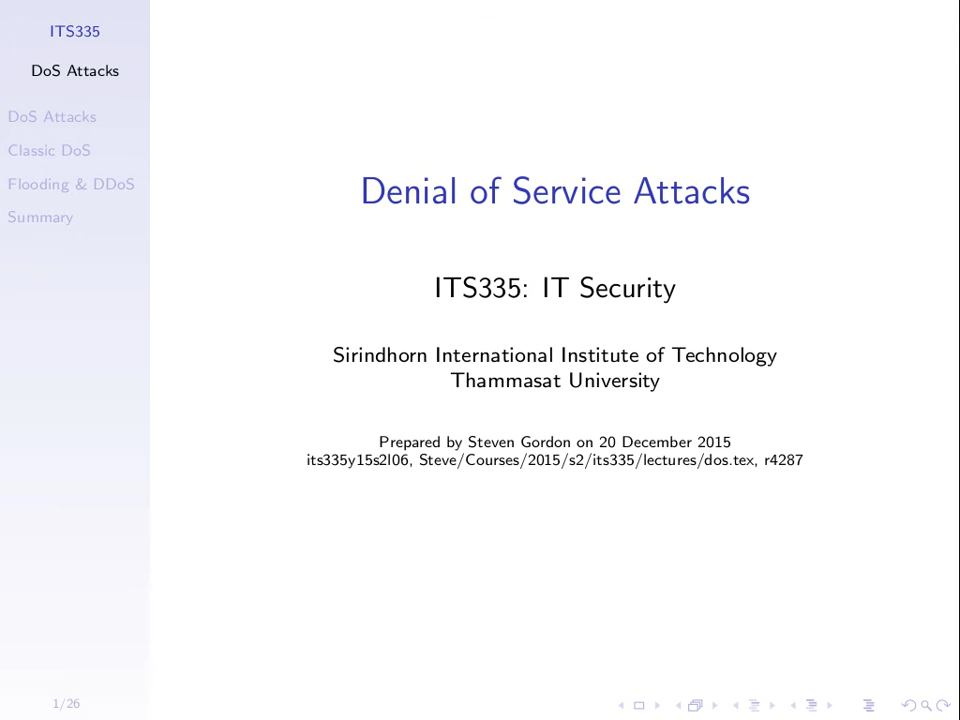 ITS335
DoS Attacks
DoS Attacks
Classic DoS
Flooding & DDoS
Summary
Denial of Service Attacks
ITS335: IT Security
Sirindhorn International Institute of Technology
Thammasat University
Prepared by Steven Gordon on 20 December 2015
its335y15s2l06, Steve/Courses/2015/s2/its335/lectures/dos.tex, r4287
1/26